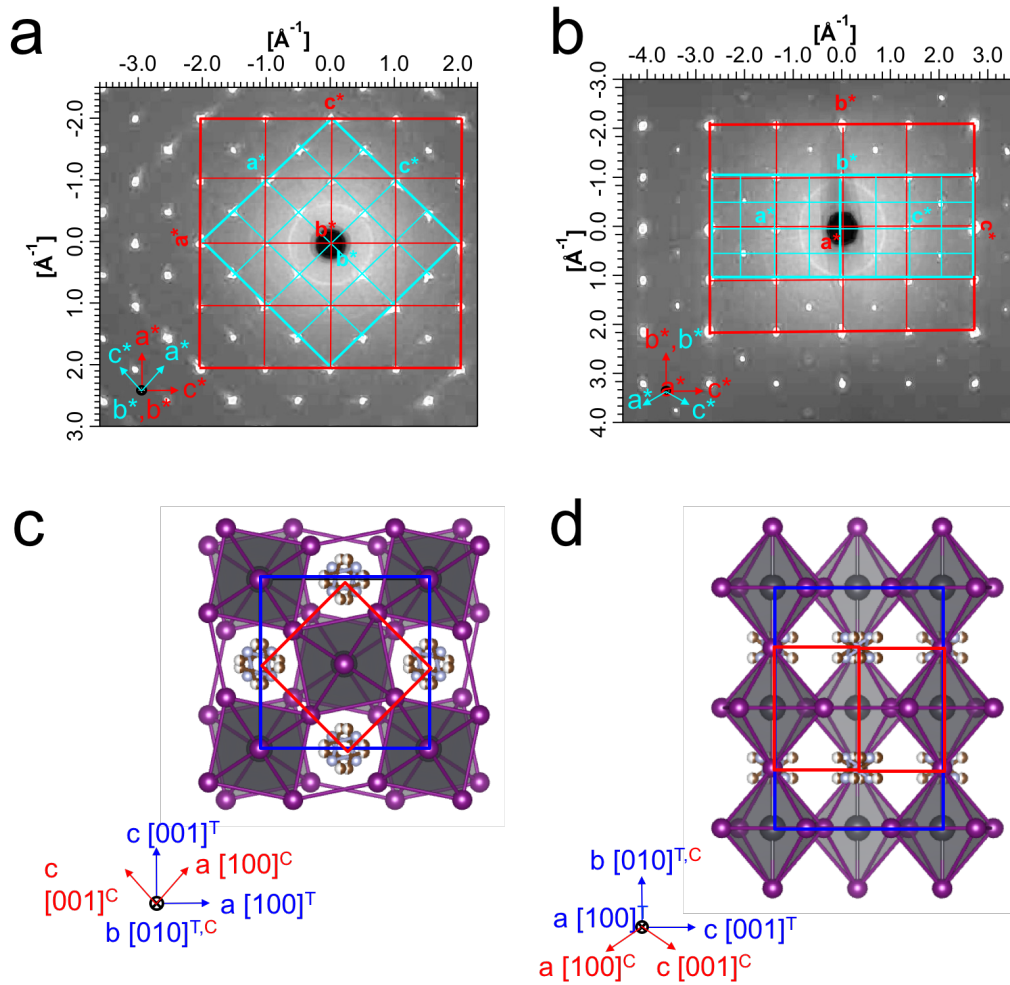 a
[Å⁻¹]
-3.0 -2.0 -1.0 0.0 1.0 2.0
-2.0
-1.0
0.0
1.0
2.0
3.0
[Å⁻¹]
c*
a* c*
a*
b*
b*
a*
c* a*
c*
b*,b*
b
[Å⁻¹]
-4.0 -3.0 -2.0 -1.0 0.0 1.0 2.0 3.0
-3.0
-2.0
-1.0
0.0
1.0
2.0
3.0
4.0
[Å⁻¹]
b*
b*
a* c* c*
a*
b*,b*
a* c*
a* c*
c
c [001]ᵀ
c a [100]ᶜ
[001]ᶜ a [100]ᵀ
b [010]ᵀ,ᶜ
d
b [010]ᵀ,ᶜ
a [100]ᵀ
c [001]ᵀ
a [100]ᶜ c [001]ᶜ